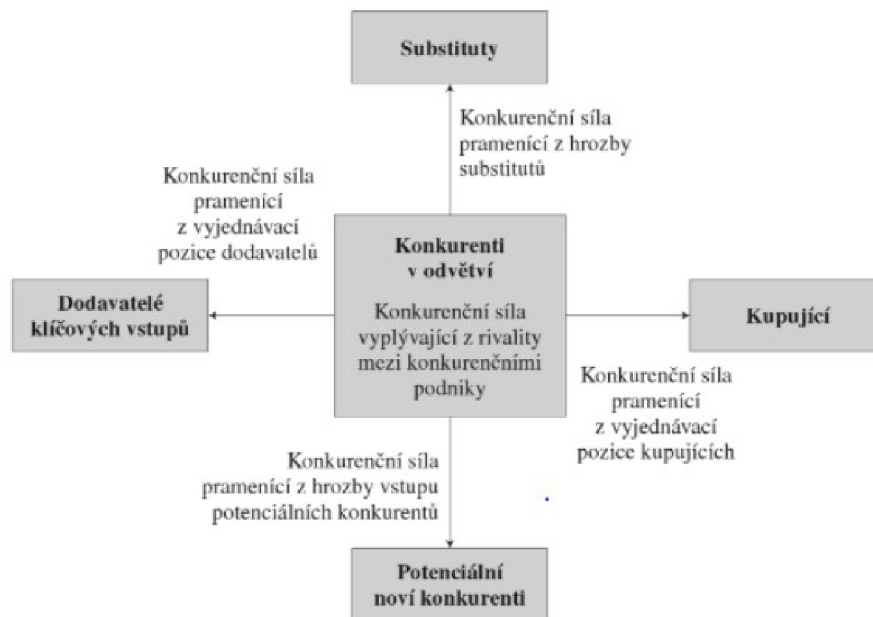 Substituty
Konkurenční síla
pramenící z hrozby
substitutů
Konkurenční síla
pramenící
z vyjednávací
pozice dodavatelů
Konkurenti
v odvětví
Konkurenční síla
vyplývající z rivality
mezi konkurenčními
podniky
Dodavatelé
klíčových vstupů
Kupující
Konkurenční síla
pramenící
z vyjednávací
pozice kupujících
Konkurenční síla
pramenící z hrozby vstupu
potenciálních konkurentů
Potenciální
noví konkurenti